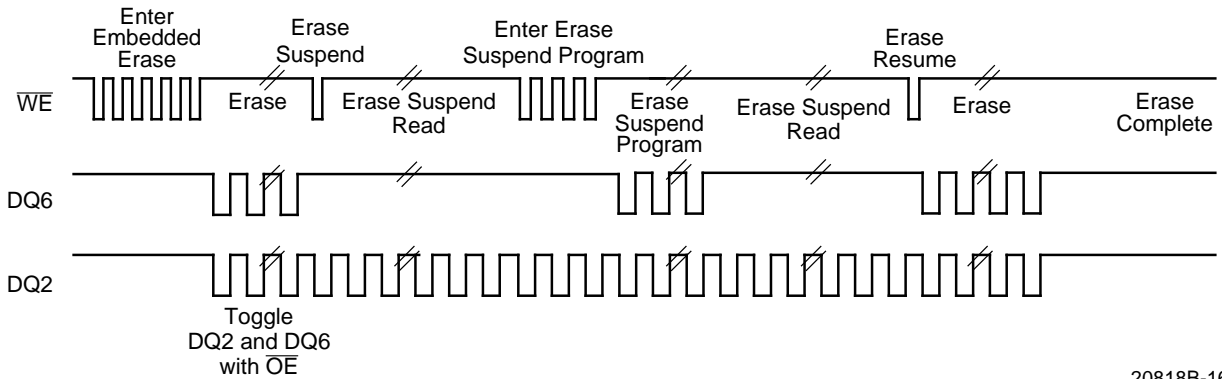 Enter
Embedded
Erase
Erase
Suspend
Enter Erase
Suspend Program
Erase
Resume
WE
Erase
Erase Suspend
Read
Erase
Suspend
Program
Erase Suspend
Read
Erase
Erase
Complete
DQ6
DQ2
Toggle
DQ2 and DQ6
with OE